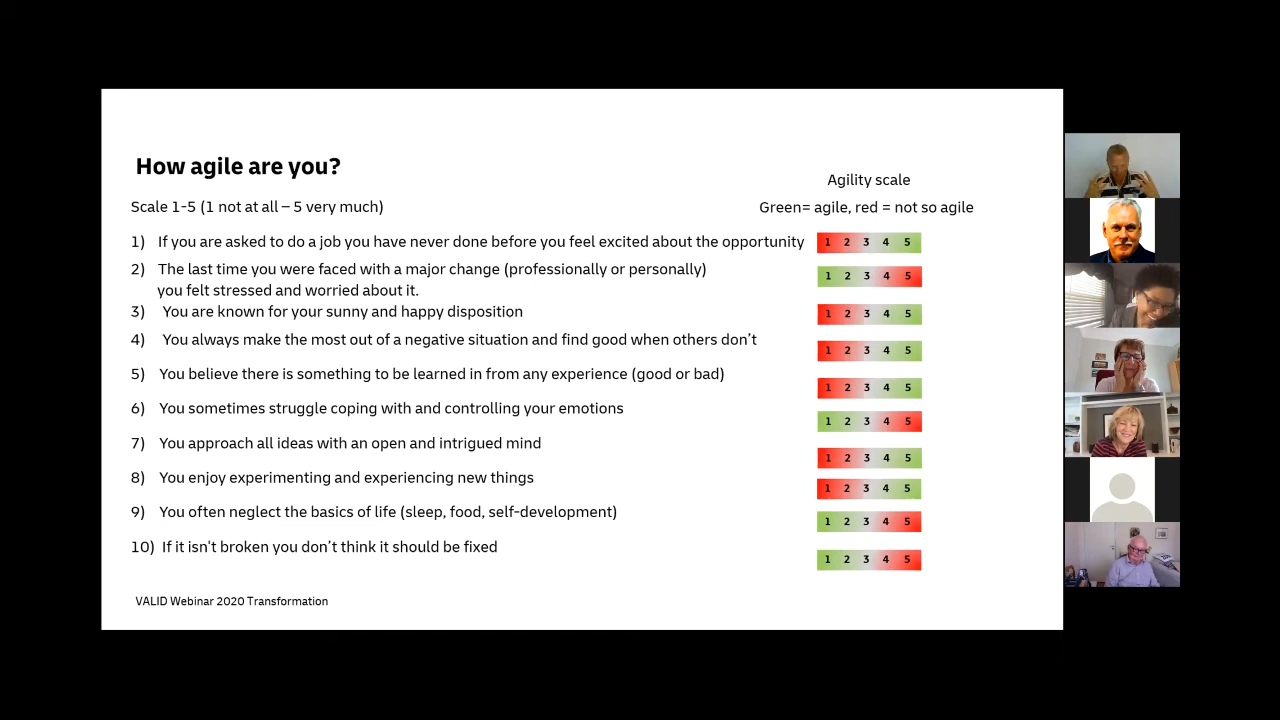 How agile are you?
Agility scale
Scale 1-5 (1 not at all – 5 very much)
Green= agile, red = not so agile
1) If you are asked to do a job you have never done before you feel excited about the opportunity 1 2 3 4 5
2) The last time you were faced with a major change (professionally or personally) 1 2 3 4 5
you felt stressed and worried about it.
3) You are known for your sunny and happy disposition 1 2 3 4 5
4) You always make the most out of a negative situation and find good when others don’t 1 2 3 4 5
5) You believe there is something to be learned in from any experience (good or bad) 1 2 3 4 5
6) You sometimes struggle coping with and controlling your emotions 1 2 3 4 5
7) You approach all ideas with an open and intrigued mind 1 2 3 4 5
8) You enjoy experimenting and experiencing new things 1 2 3 4 5
9) You often neglect the basics of life (sleep, food, self-development) 1 2 3 4 5
10) If it isn't broken you don’t think it should be fixed 1 2 3 4 5
VALID Webinar 2020 Transformation